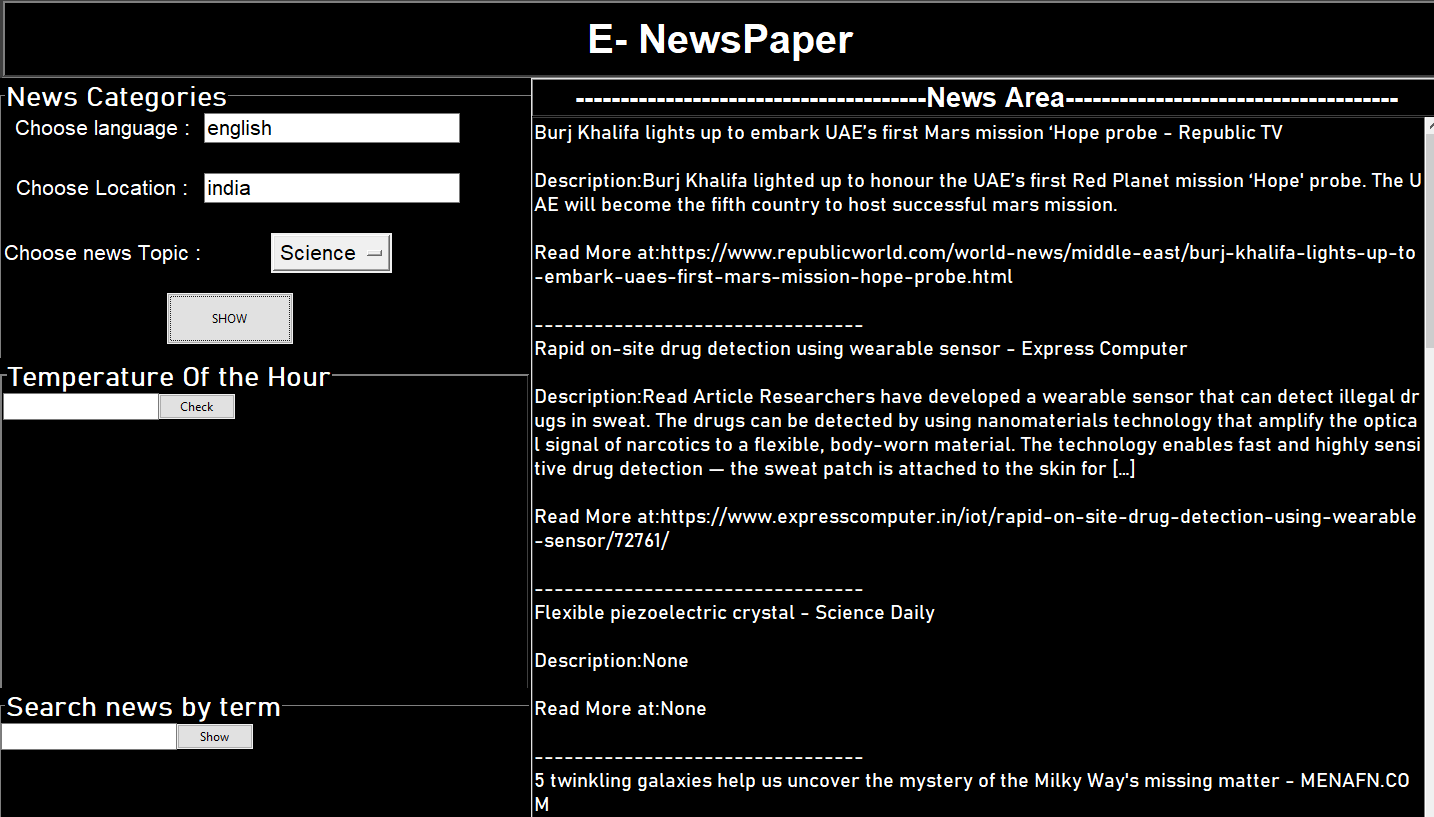 E- NewsPaper
News Categories
Choose language : english
Choose Location : india
Choose news Topic : Science
SHOW
Temperature Of the Hour
Check
Search news by term
Show
---------------------------------------News Area-------------------------------------
Burj Khalifa lights up to embark UAE’s first Mars mission ‘Hope probe - Republic TV
Description:Burj Khalifa lighted up to honour the UAE’s first Red Planet mission ‘Hope' probe. The U
AE will become the fifth country to host successful mars mission.
Read More at:https://www.republicworld.com/world-news/middle-east/burj-khalifa-lights-up-to
-embark-uaes-first-mars-mission-hope-probe.html
---------------------------------
Rapid on-site drug detection using wearable sensor - Express Computer
Description:Read Article Researchers have developed a wearable sensor that can detect illegal dr
ugs in sweat. The drugs can be detected by using nanomaterials technology that amplify the optica
l signal of narcotics to a flexible, body-worn material. The technology enables fast and highly sensi
tive drug detection — the sweat patch is attached to the skin for […]
Read More at:https://www.expresscomputer.in/iot/rapid-on-site-drug-detection-using-wearable
-sensor/72761/
---------------------------------
Flexible piezoelectric crystal - Science Daily
Description:None
Read More at:None
---------------------------------
5 twinkling galaxies help us uncover the mystery of the Milky Way's missing matter - MENAFN.CO
M